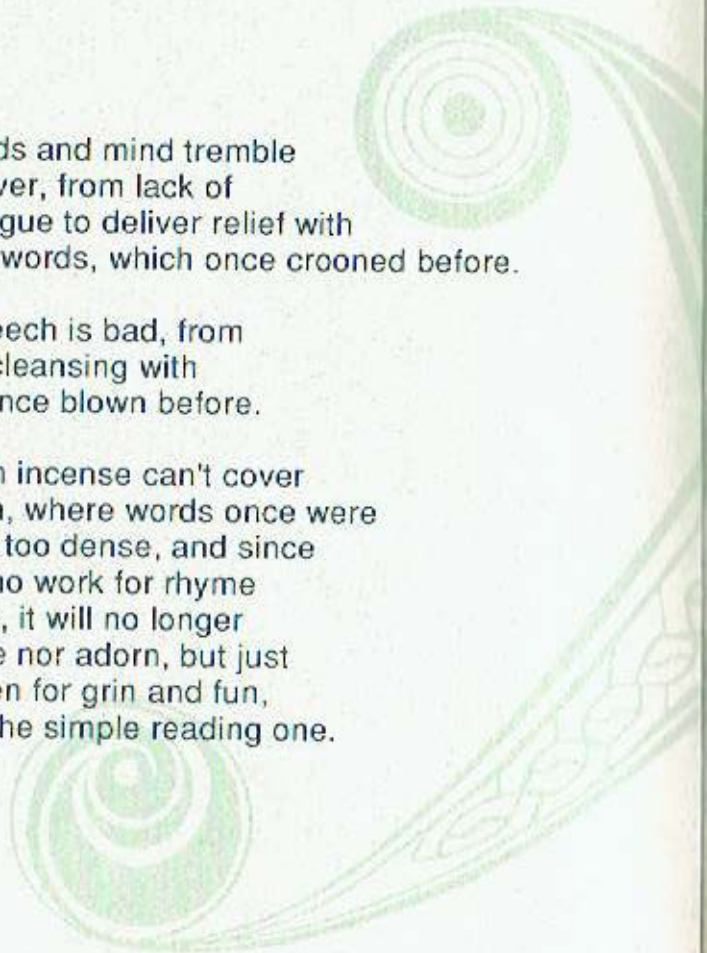 ds and mind tremble
ver, from lack of
gue to deliver relief with
words, which once crooned before.
eech is bad, from
cleansing with
nce blown before.
n incense can't cover
n, where words once were
too dense, and since
no work for rhyme
, it will no longer
e nor adorn, but just
en for grin and fun,
he simple reading one.